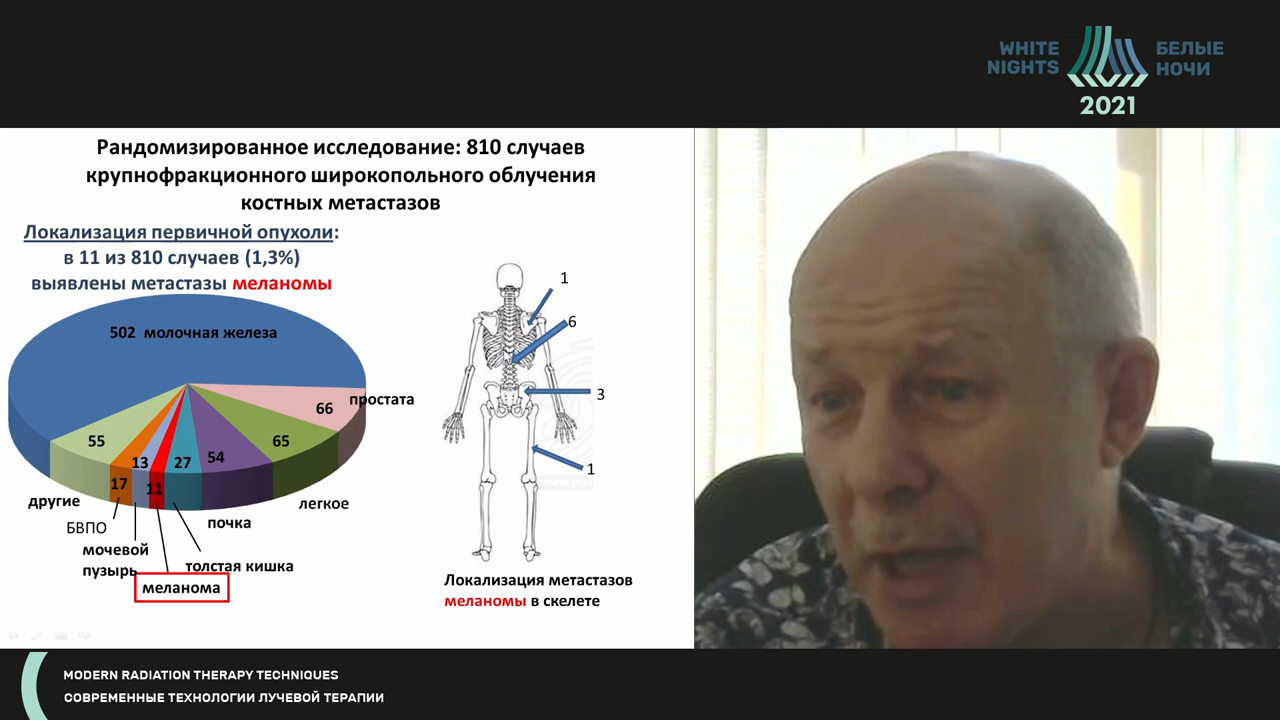 WHITE
NIGHTS
БЕЛЫЕ
НОЧИ
2021
Рандомизированное исследование: 810 случаев
крупнофракционного широкопольного облучения
костных метастазов
Локализация первичной опухоли:
в 11 из 810 случаев (1,3%)
выявлены метастазы меланомы
502 молочная железа
66
простата
65
легкое
54
почка
27
толстая кишка
11
меланома
13
мочевой
пузырь
17
БВПО
55
другие
1
6
3
1
Локализация метастазов
меланомы в скелете
MODERN RADIATION THERAPY TECHNIQUES
СОВРЕМЕННЫЕ ТЕХНОЛОГИИ ЛУЧЕВОЙ ТЕРАПИИ